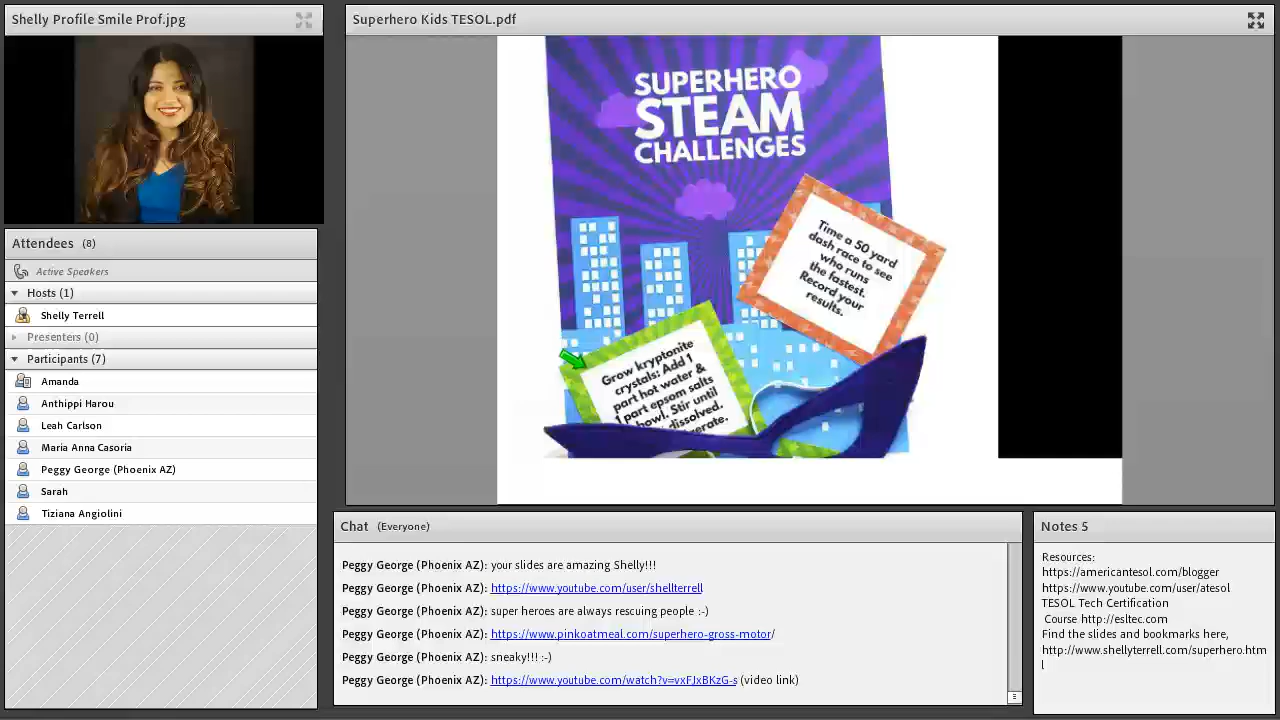 Shelly Profile Smile Prof.jpg
Attendees (8)
Active Speakers
Hosts (1)
Shelly Terrell
Presenters (0)
Participants (7)
Amanda
Anthippi Harou
Leah Carlson
Maria Anna Casoria
Peggy George (Phoenix AZ)
Sarah
Tiziana Angiolini
Superhero Kids TESOL.pdf
SUPERHERO
STEAM
CHALLENGES
Time a 50 yard
dash race to see
who runs
the fastest.
Record your
results.
Grow kryptonite
crystals: Add 1
part hot water &
1 part epsom salts
bowl. Stir until
dissolved.
Chat (Everyone)
Peggy George (Phoenix AZ): your slides are amazing Shelly!!!
Peggy George (Phoenix AZ): https://www.youtube.com/user/shellterrell
Peggy George (Phoenix AZ): super heroes are always rescuing people :-)
Peggy George (Phoenix AZ): https://www.pinkoatmeal.com/superhero-gross-motor/
Peggy George (Phoenix AZ): sneaky!!! :-)
Peggy George (Phoenix AZ): https://www.youtube.com/watch?v=vxFJxBKzG-s (video link)
Notes 5
Resources:
https://americantesol.com/blogger
https://www.youtube.com/user/atesol
TESOL Tech Certification
Course http://esltec.com
Find the slides and bookmarks here,
http://www.shellyterrell.com/superhero.htm
l